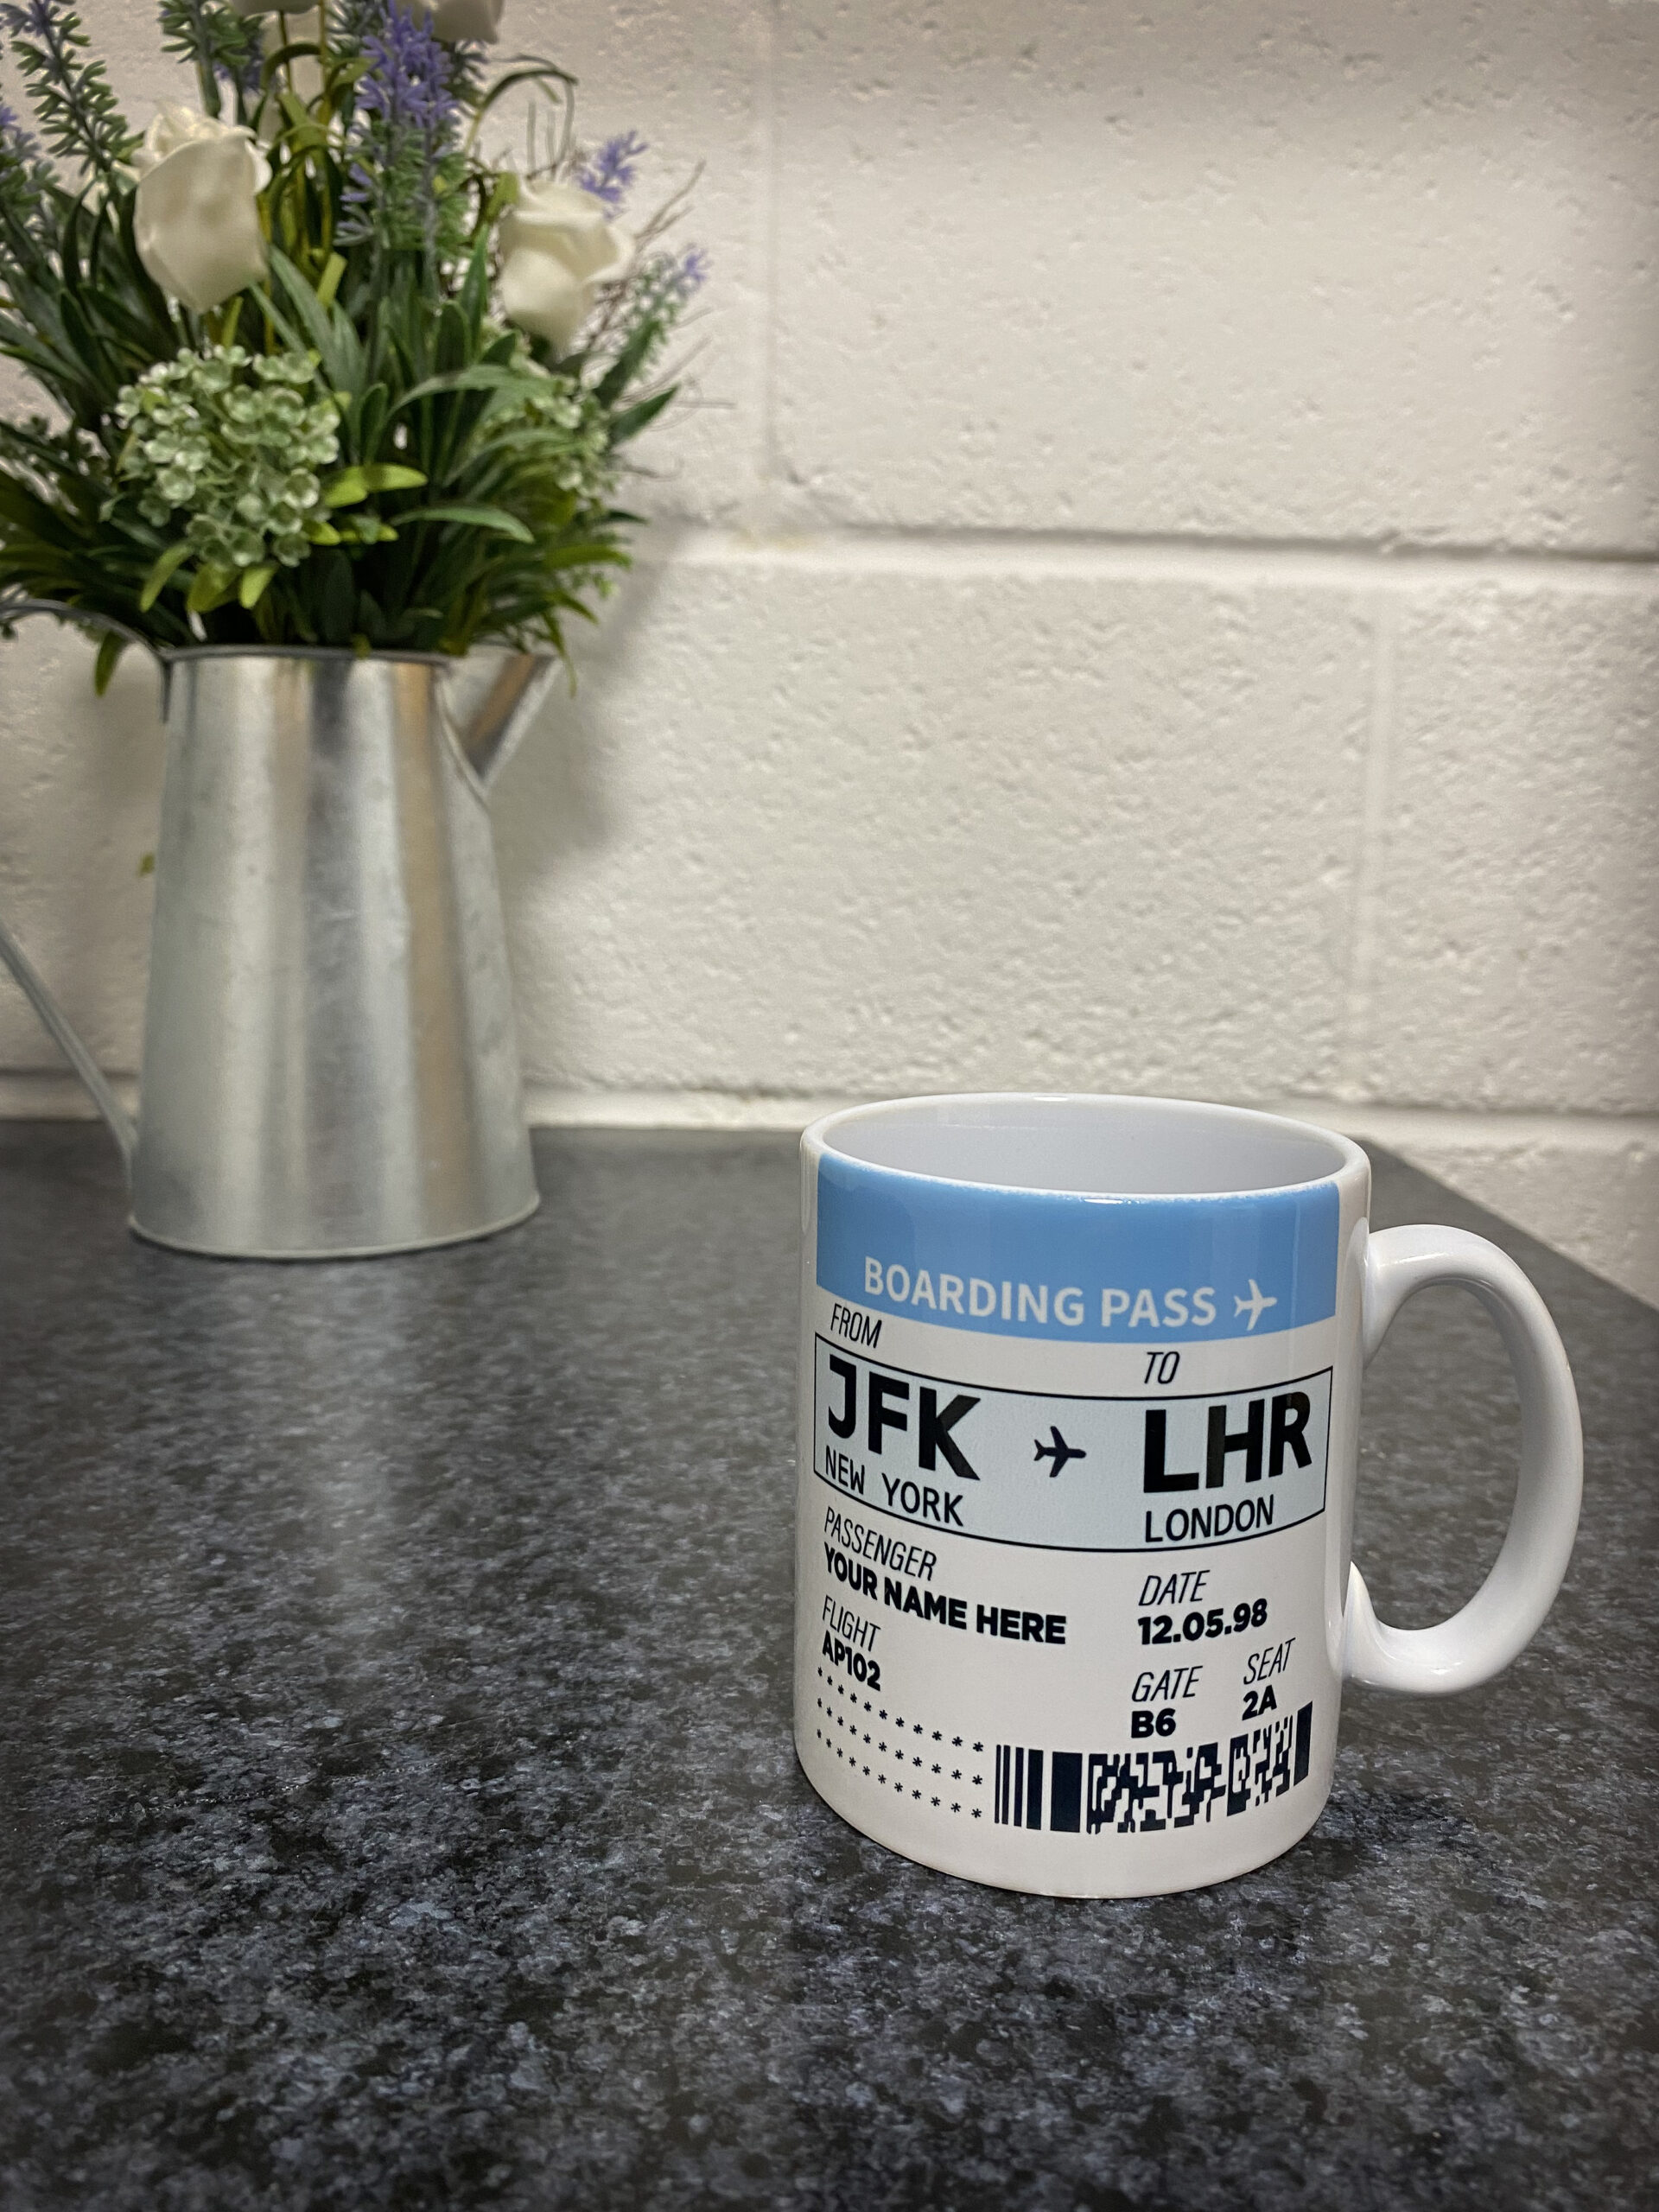 BOARDING PASS
FROM
TO
JFK LHR
NEW YORK LONDON
PASSENGER
YOUR NAME HERE
DATE
12.05.98
FLIGHT
AP102
GATE SEAT
B6 2A
* * * * * * * * * *
* * * * * * * * * *
* * * * * * * * * *